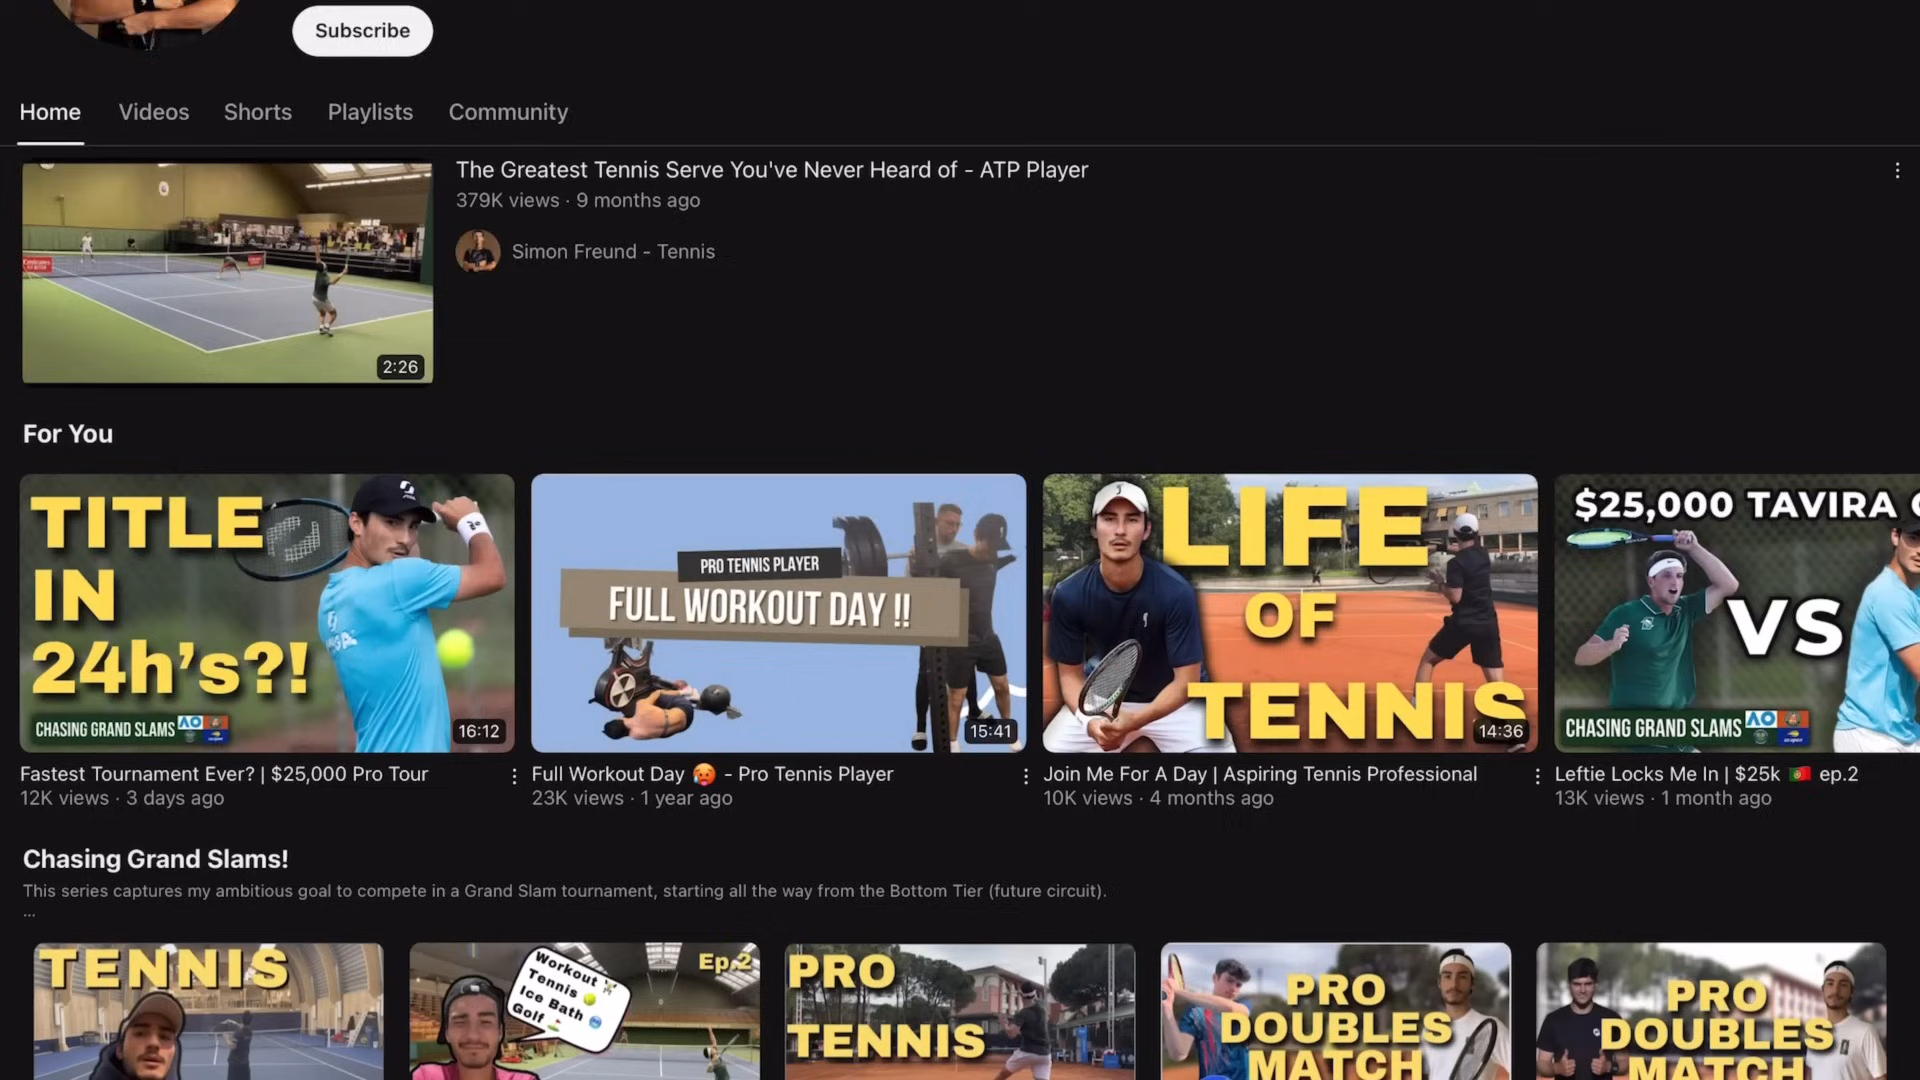 Subscribe
Home Videos Shorts Playlists Community
The Greatest Tennis Serve You've Never Heard of - ATP Player
379K views · 9 months ago
Simon Freund - Tennis
2:26
For You
TITLE
IN
24h's?!
CHASING GRAND SLAMS
AO
16:12
PRO TENNIS PLAYER
FULL WORKOUT DAY !!
15:41
LIFE
OF
TENNIS
14:36
$25,000 TAVIRA
VS
CHASING GRAND SLAMS
AO
Fastest Tournament Ever? | $25,000 Pro Tour
12K views · 3 days ago
Full Workout Day 🥵 - Pro Tennis Player
23K views · 1 year ago
Join Me For A Day | Aspiring Tennis Professional
10K views · 4 months ago
Leftie Locks Me In | $25k 🇵🇹 ep.2
13K views · 1 month ago
Chasing Grand Slams!
This series captures my ambitious goal to compete in a Grand Slam tournament, starting all the way from the Bottom Tier (future circuit).
...
TENNIS
Workout
Tennis
Ice Bath
Golf
Ep.2
PRO
TENNIS
PRO
DOUBLES
MATCH
PRO
DOUBLES
MATCH